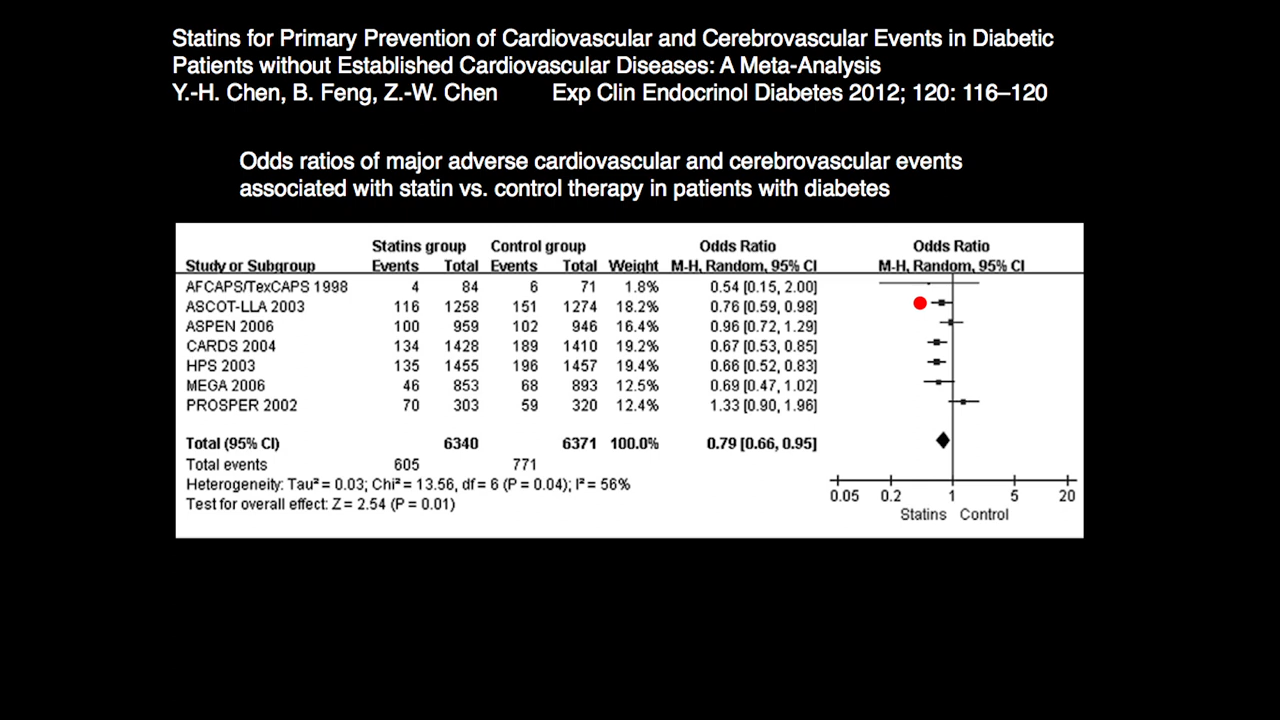 Statins for Primary Prevention of Cardiovascular and Cerebrovascular Events in Diabetic
Patients without Established Cardiovascular Diseases: A Meta-Analysis
Y.-H. Chen, B. Feng, Z.-W. Chen Exp Clin Endocrinol Diabetes 2012; 120: 116–120
Odds ratios of major adverse cardiovascular and cerebrovascular events
associated with statin vs. control therapy in patients with diabetes
Statins group Control group Odds Ratio Odds Ratio
Study or Subgroup Events Total Events Total Weight M-H, Random, 95% CI M-H, Random, 95% CI
AFCAPS/TexCAPS 1998 4 84 6 71 1.8% 0.54 [0.15, 2.00]
ASCOT-LLA 2003 116 1258 151 1274 18.2% 0.76 [0.59, 0.98]
ASPEN 2006 100 959 102 946 16.4% 0.96 [0.72, 1.29]
CARDS 2004 134 1428 189 1410 19.2% 0.67 [0.53, 0.85]
HPS 2003 135 1455 196 1457 19.4% 0.66 [0.52, 0.83]
MEGA 2006 46 853 68 893 12.5% 0.69 [0.47, 1.02]
PROSPER 2002 70 303 59 320 12.4% 1.33 [0.90, 1.96]
Total (95% CI) 6340 6371 100.0% 0.79 [0.66, 0.95]
Total events 605 771
Heterogeneity: Tau² = 0.03; Chi² = 13.56, df = 6 (P = 0.04); I² = 56%
Test for overall effect: Z = 2.54 (P = 0.01)
0.05 0.2 1 5 20
Statins Control